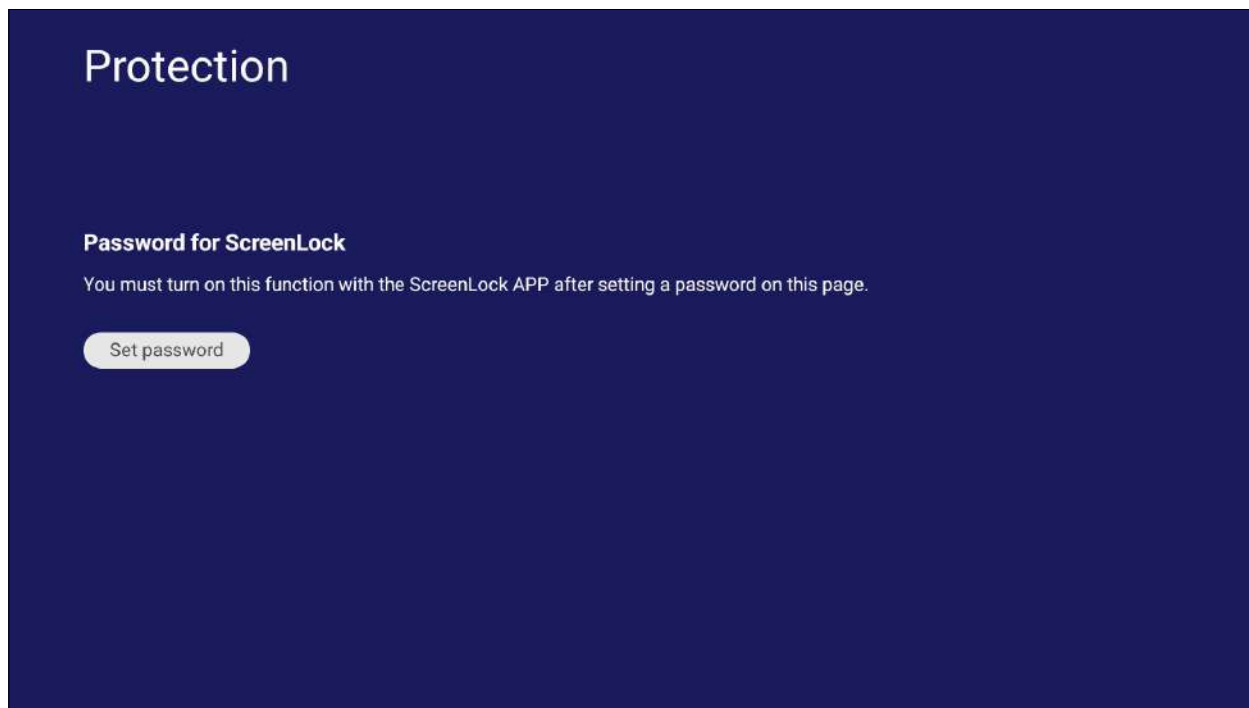 Protection
Password for ScreenLock
You must turn on this function with the ScreenLock APP after setting a password on this page.
Set password